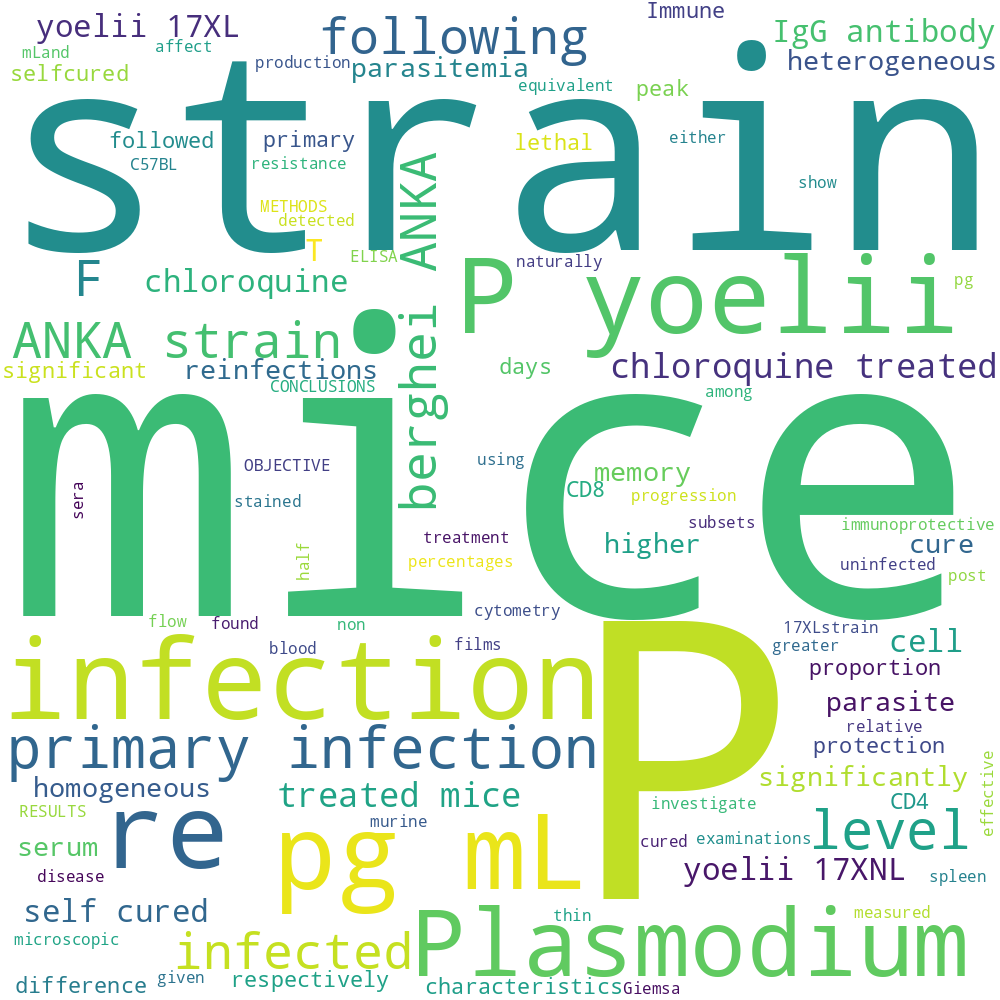 Immune
yoelii 17XL
following
IgG antibody
mLand
affect
production
parasitemia
heterogeneous
selfcured
equivalent
peak
strain
followed
primary
lethal
either
C57BL
resistance
show
METHODS
detected
T
ELISA
berghei ANKA
F
chloroquine
P yoelii
naturally
pg
ANKA strain
significant
reinfections
CONCLUSIONS
days
chloroquine treated
among
mice
OBJECTIVE
using
memory
CD8
progression
sera
stained
subsets
immunoprotective
treatment
higher
cure
half
percentages
uninfected
post
cytometry
flow
found
non
17XLstrain
infection
blood
films
P
greater
cell
proportion
parasite
relative
primary infection
protection
effective
homogeneous
treated mice
significantly
RESULTS
re
murine
investigate
CD4
level
serum
pg mL
cured
examinations
disease
yoelii 17XNL
spleen
self cured
Plasmodium
thin
measured
microscopic
infected
difference
given
respectively
characteristics
Giemsa